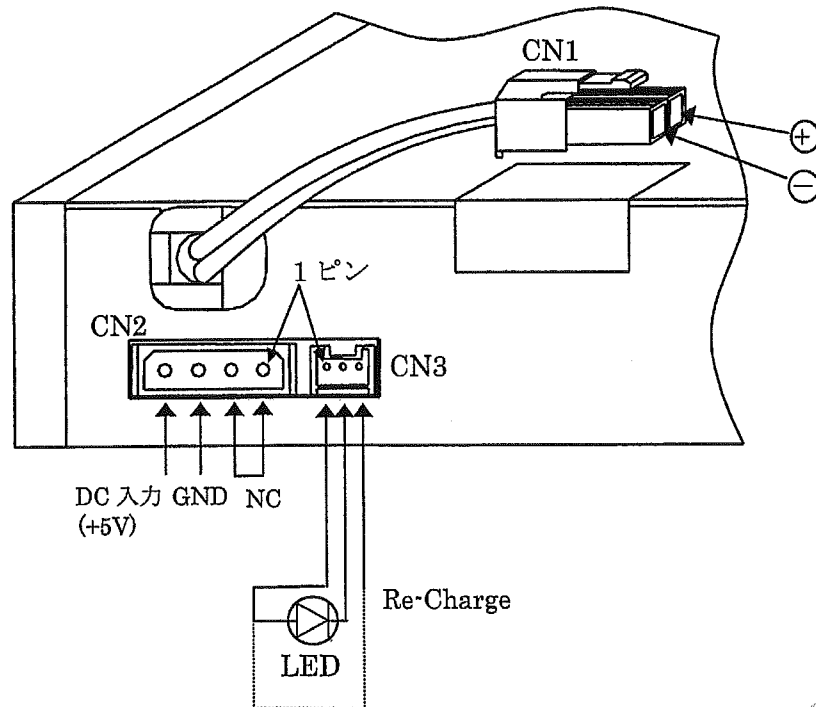 CN1
+
−
1 ピン
CN2
CN3
DC 入力 GND NC
(+5V)
Re-Charge
LED